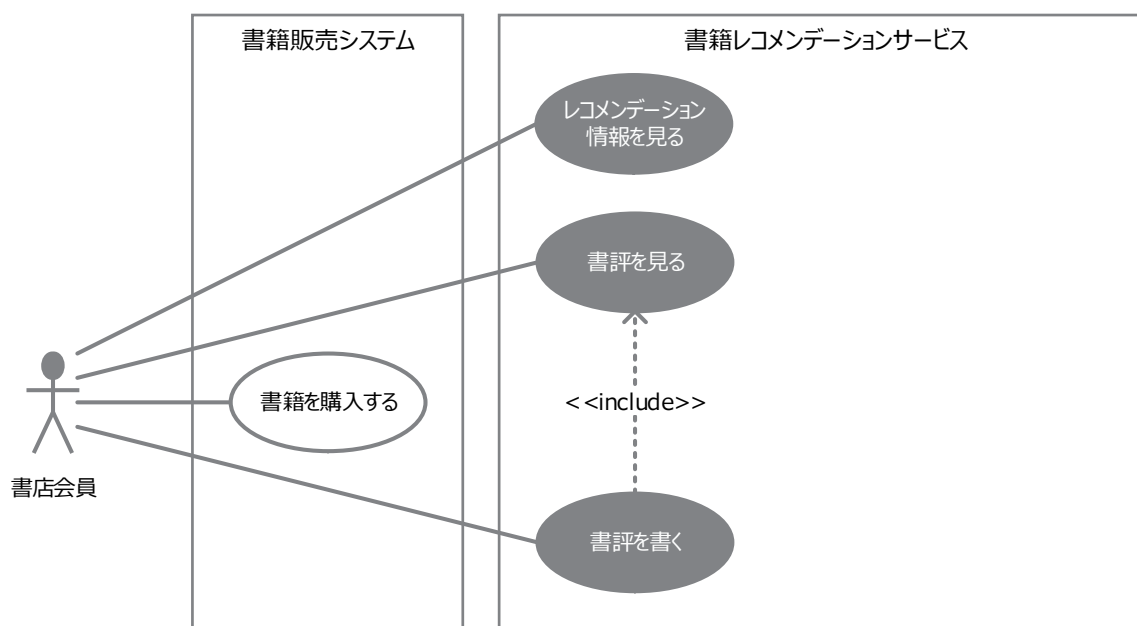 書籍販売システム
書籍レコメンデーションサービス
レコメンデーション
情報を見る
書評を見る
書籍を購入する
<<include>>
書店会員
書評を書く